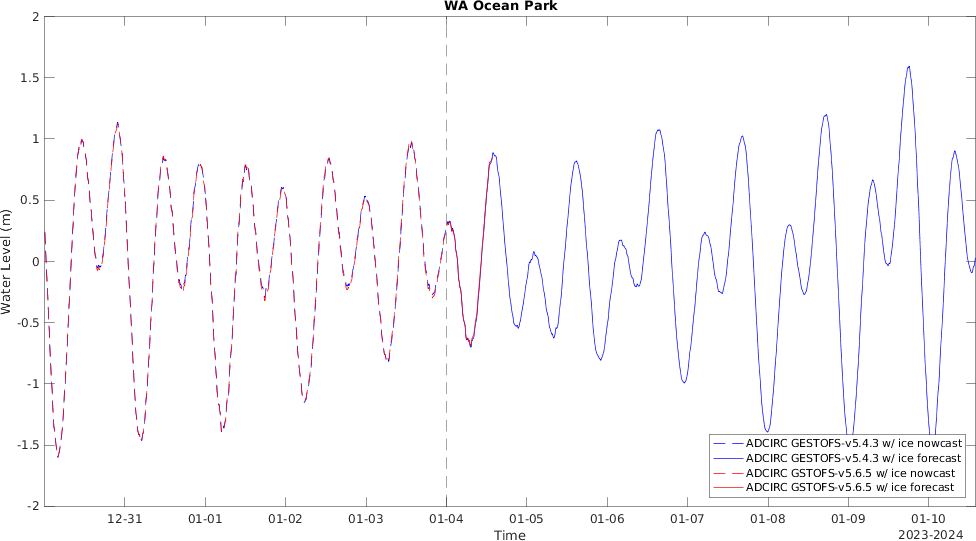 WA Ocean Park
2
1.5
1
0.5
0
-0.5
-1
-1.5
-2
Water Level (m)
ADCIRC GESTOFS-v5.4.3 w/ ice nowcast
ADCIRC GESTOFS-v5.4.3 w/ ice forecast
ADCIRC GSTOFS-v5.6.5 w/ ice nowcast
ADCIRC GSTOFS-v5.6.5 w/ ice forecast
12-31 01-01 01-02 01-03 01-04 01-05 01-06 01-07 01-08 01-09 01-10
Time
2023-2024